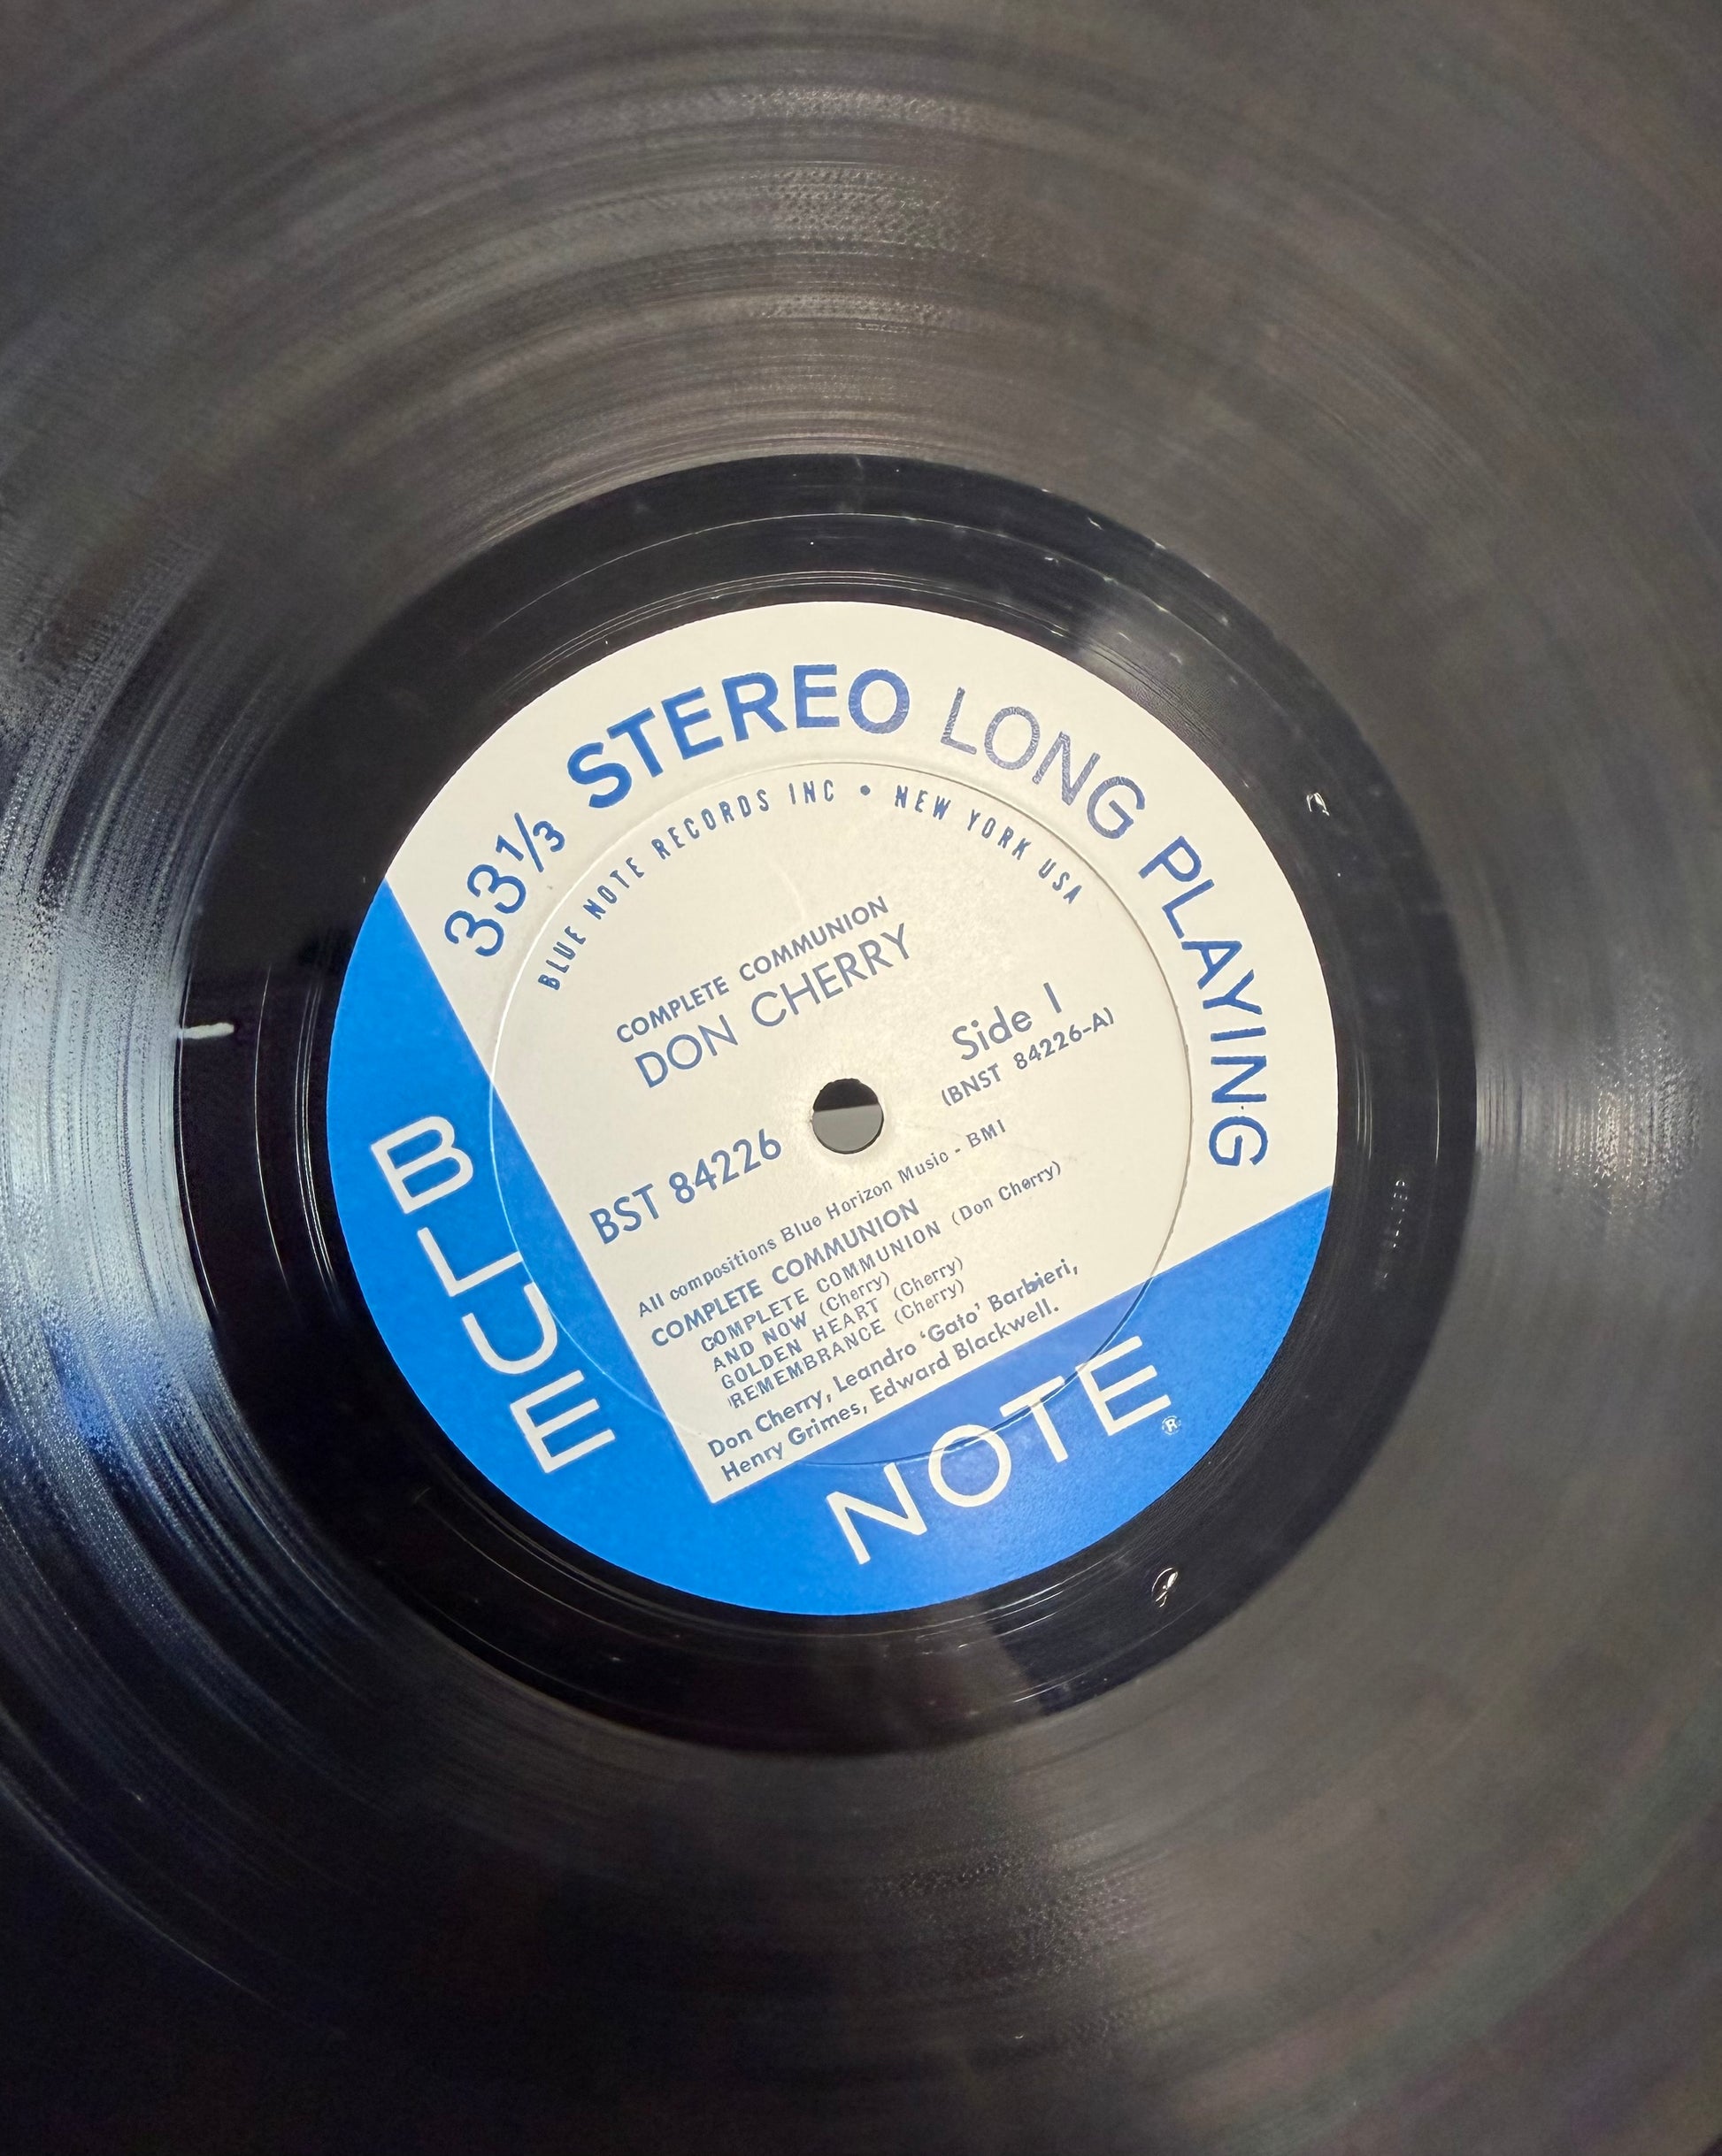 33⅓ STEREO LONG PLAYING
BLUE NOTE RECORDS INC • NEW YORK USA
COMPLETE COMMUNION
DON CHERRY
Side 1
BST 84226
(BNST 84226-A)
All compositions Blue Horizon Music - BMI
COMPLETE COMMUNION
COMPLETE COMMUNION (Don Cherry)
AND NOW (Cherry)
GOLDEN HEART (Cherry)
REMEMBRANCE (Cherry)
Don Cherry, Leandro ‘Gato’ Barbieri,
Henry Grimes, Edward Blackwell.
BLUE
NOTE ®